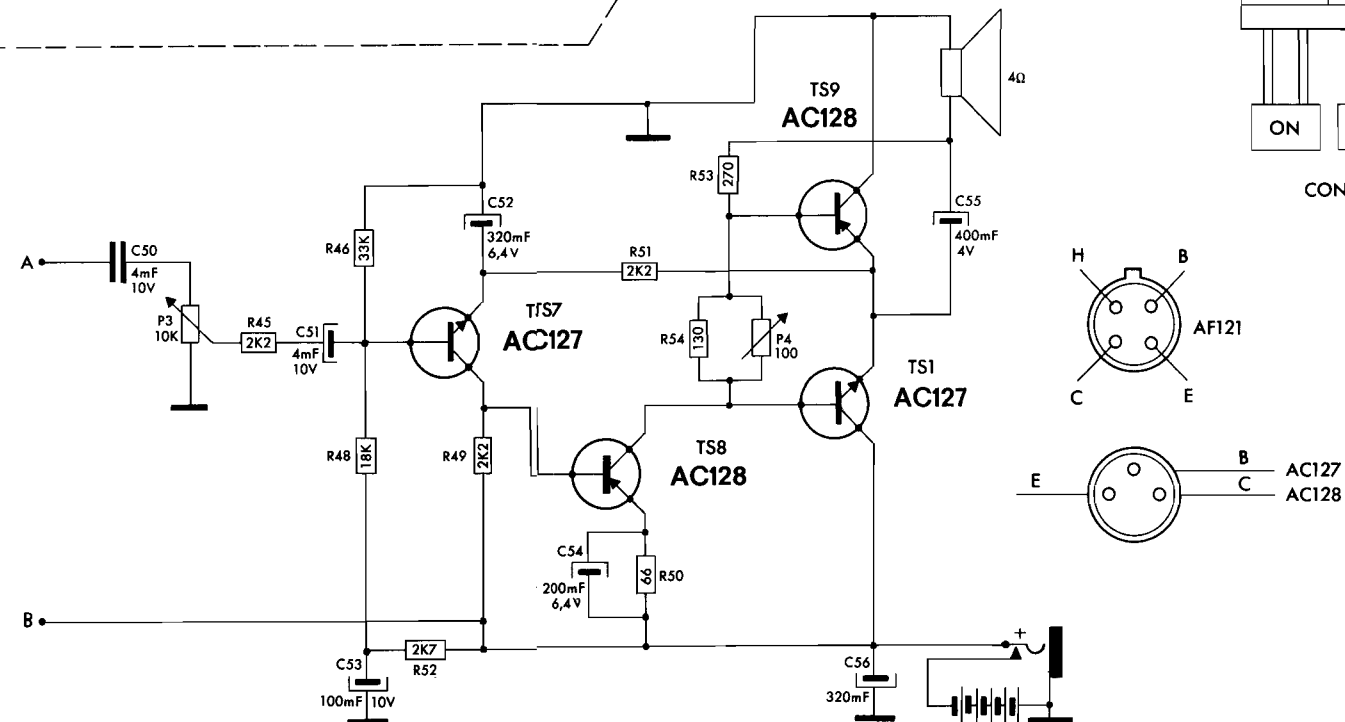 4Ω
TS9
AC128
ON
CON
R53
270
C52
320mF
6,4V
C55
400mF
4V
R46
33K
A
C50
4mF
10V
R51
2K2
H
B
AF121
C
E
P3
10K
R45
2K2
C51
4mF
10V
TS7
AC127
R54
130
P4
100
TS1
AC127
R48
18K
R49
2K2
TS8
AC128
E
B
AC127
C
AC128
C54
200mF
6,4V
66
R50
B
2K7
R52
C53
100mF
10V
C56
320mF
+